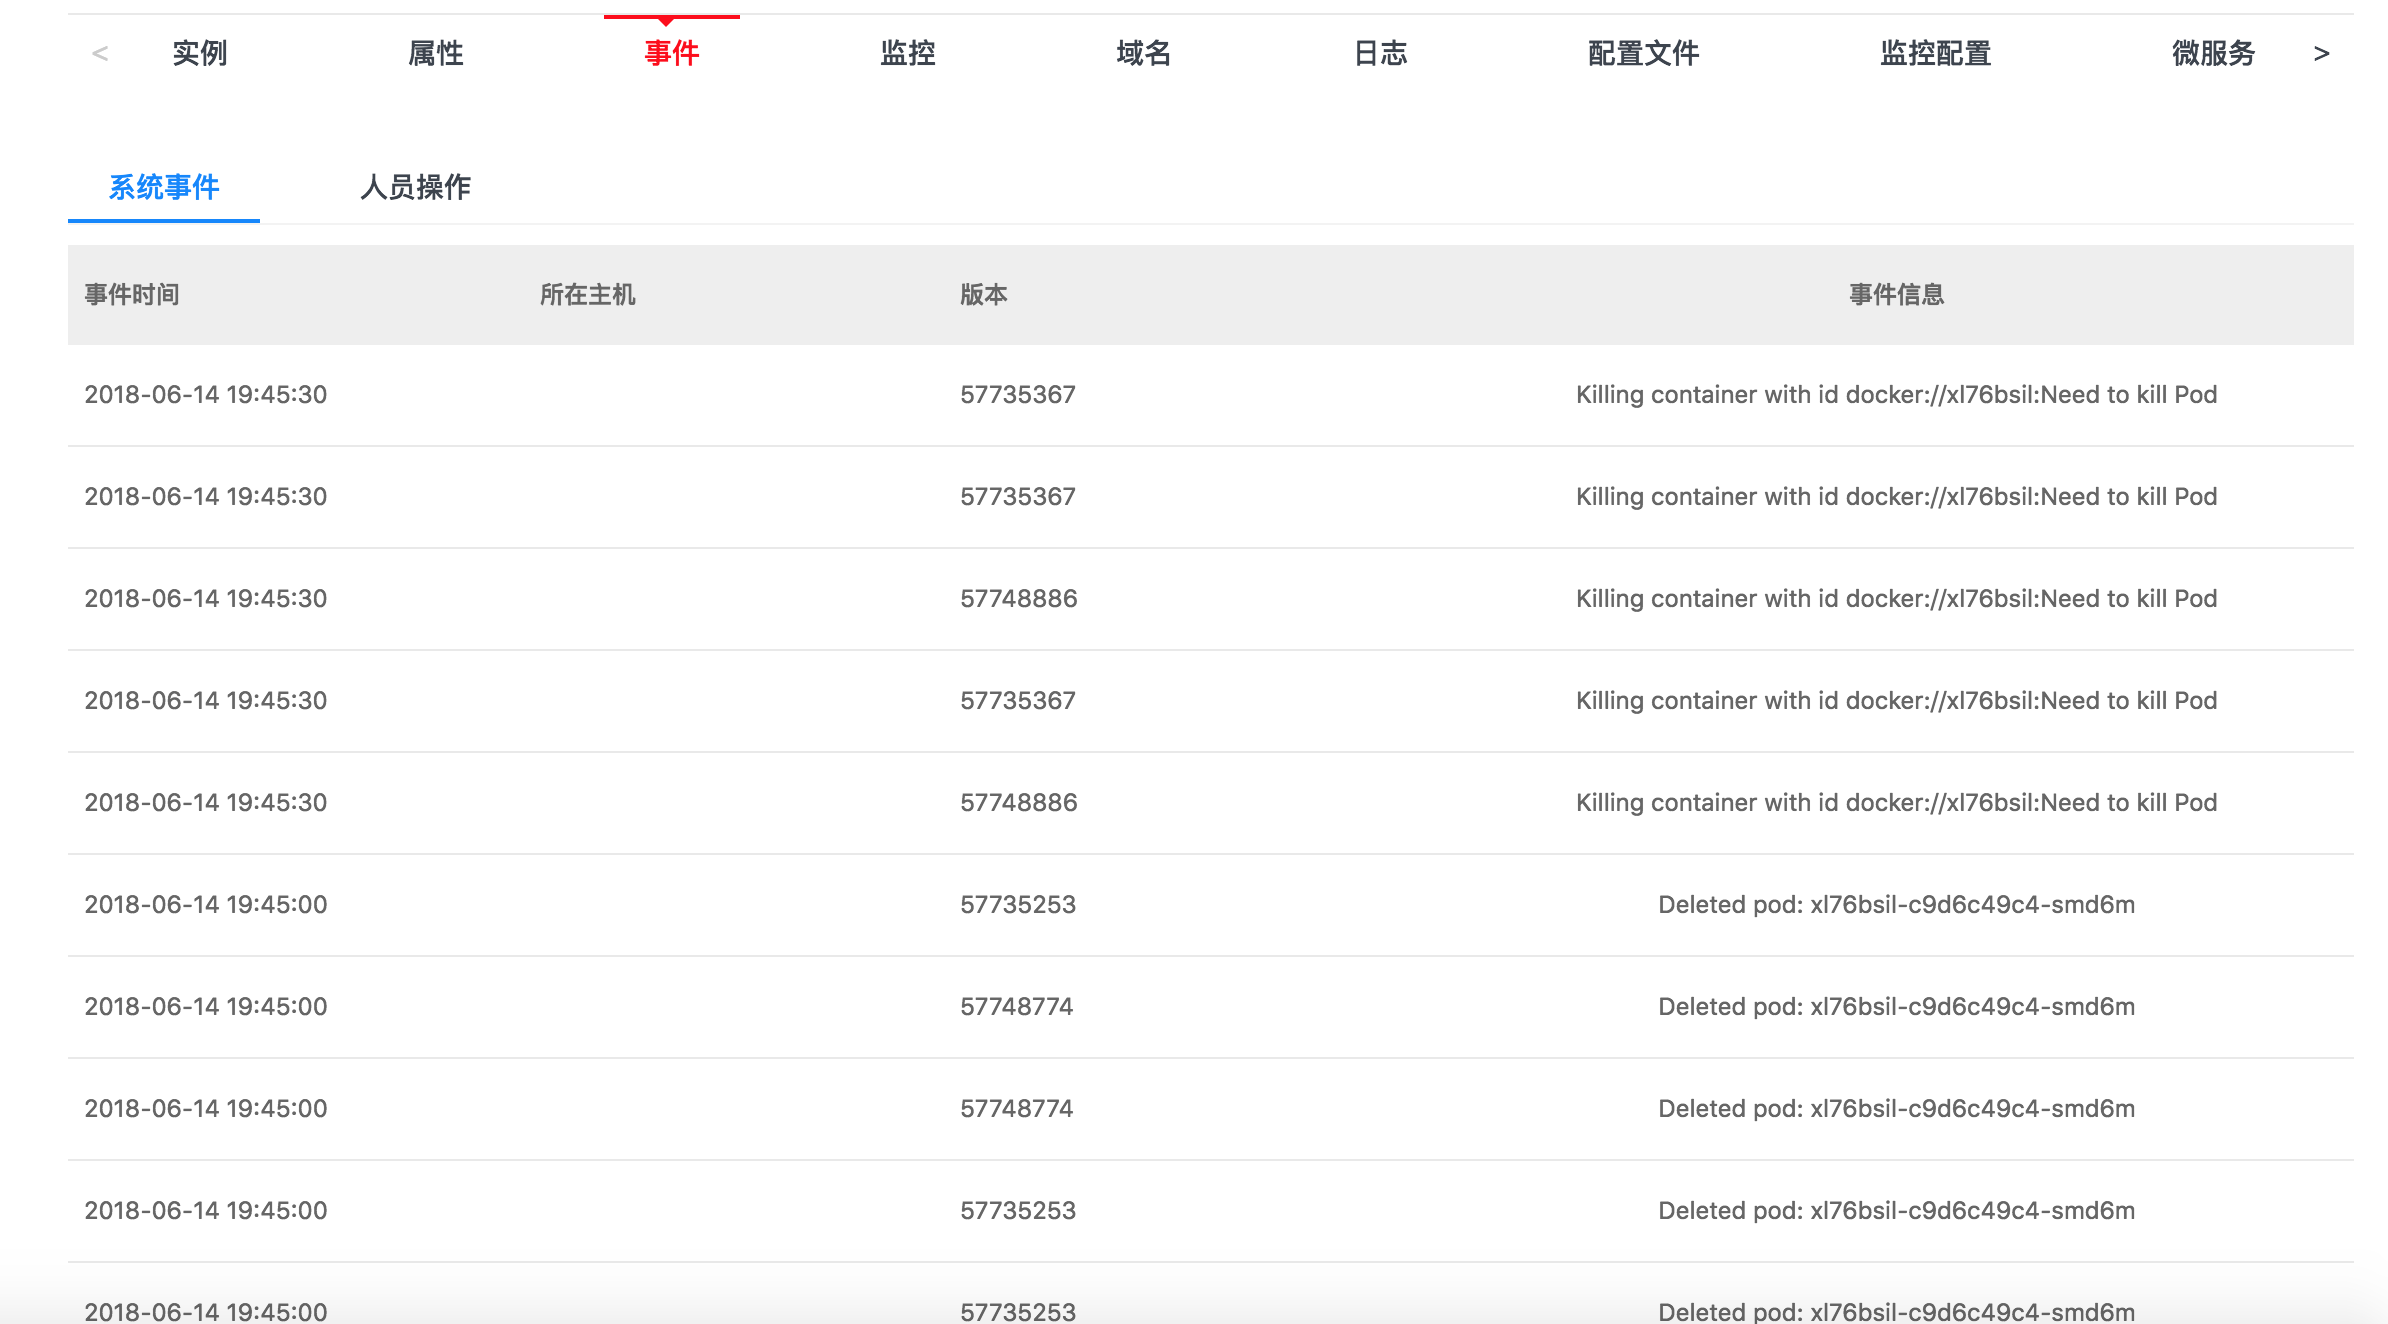 < 实例 属性 事件 监控 域名 日志 配置文件 监控配置 微服务 >
系统事件 人员操作
事件时间 所在主机 版本 事件信息
2018-06-14 19:45:30 57735367 Killing container with id docker://xl76bsil:Need to kill Pod
2018-06-14 19:45:30 57735367 Killing container with id docker://xl76bsil:Need to kill Pod
2018-06-14 19:45:30 57748886 Killing container with id docker://xl76bsil:Need to kill Pod
2018-06-14 19:45:30 57735367 Killing container with id docker://xl76bsil:Need to kill Pod
2018-06-14 19:45:30 57748886 Killing container with id docker://xl76bsil:Need to kill Pod
2018-06-14 19:45:00 57735253 Deleted pod: xl76bsil-c9d6c49c4-smd6m
2018-06-14 19:45:00 57748774 Deleted pod: xl76bsil-c9d6c49c4-smd6m
2018-06-14 19:45:00 57748774 Deleted pod: xl76bsil-c9d6c49c4-smd6m
2018-06-14 19:45:00 57735253 Deleted pod: xl76bsil-c9d6c49c4-smd6m
2018-06-14 19:45:00 57735253 Deleted pod: xl76bsil-c9d6c49c4-smd6m